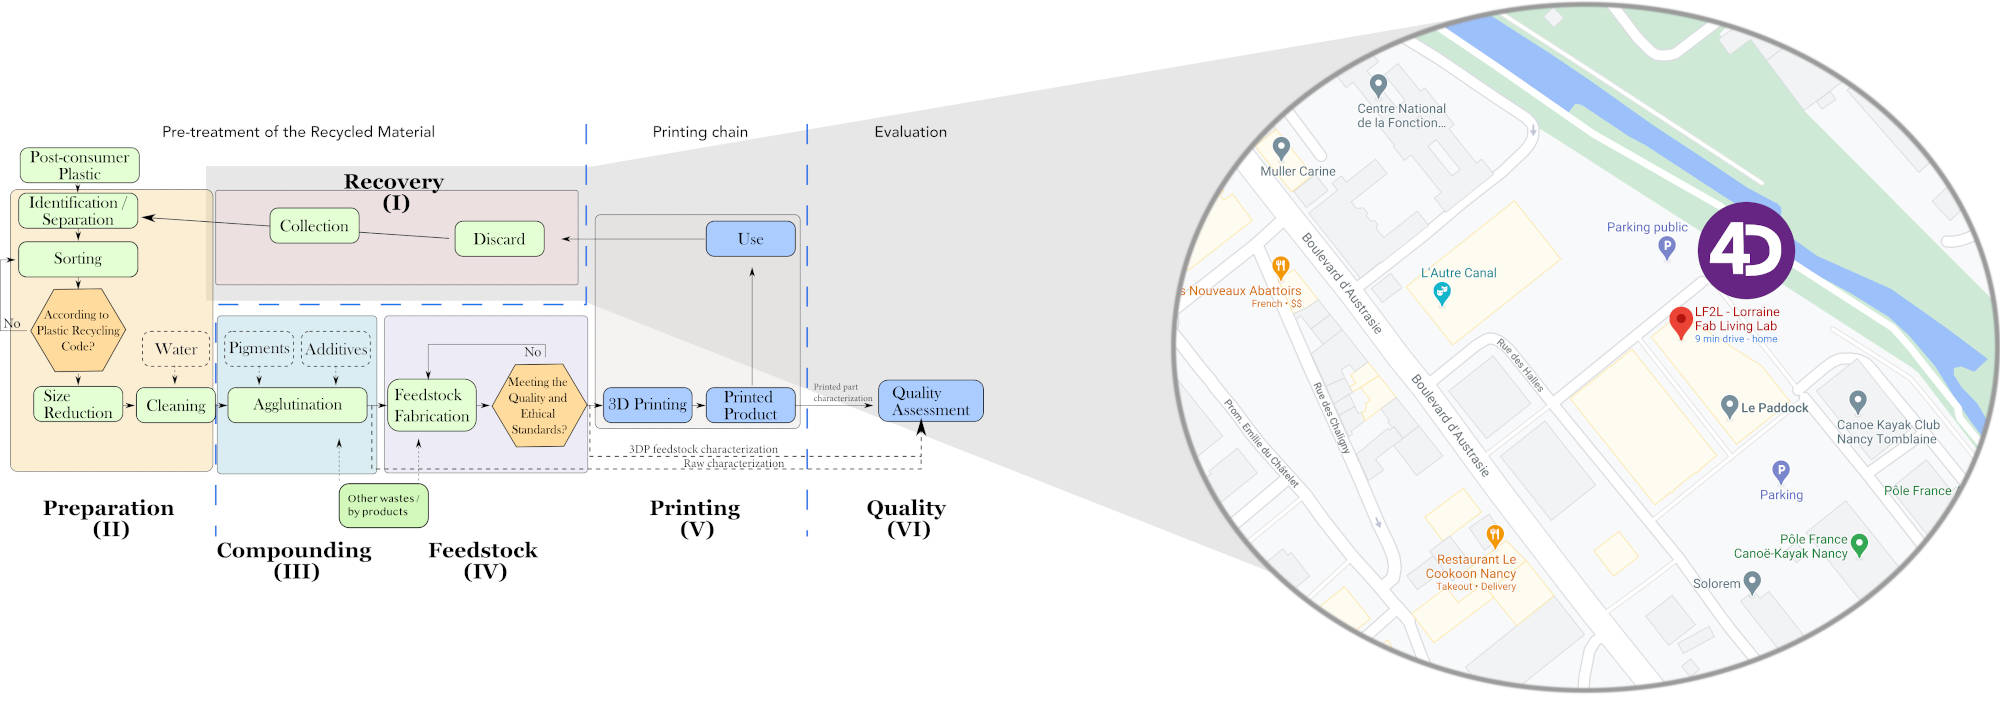 Pre-treatment of the Recycled Material
Printing chain
Evaluation
Post-consumer
Plastic
Identification /
Separation
Sorting
According to
Plastic Recycling
Code?
No
Size
Reduction
Water
Cleaning
Preparation
(II)
Recovery
(I)
Collection
Discard
Use
Pigments
Additives
Agglutination
Other wastes /
by products
Compounding
(III)
Feedstock
Fabrication
No
Meeting the
Quality and
Ethical
Standards?
Feedstock
(IV)
3D Printing
Printed
Product
Printed part
characterization
3DP feedstock characterization
Raw characterization
Printing
(V)
Quality
Assessment
Quality
(VI)
Centre National
de la Fonction...
Muller Carine
Boulevard d'Austrasie
s Nouveaux Abattoirs
French • $$
L'Autre Canal
Parking public
P
4D
LF2L - Lorraine
Fab Living Lab
9 min drive - home
Rue des Halles
Boulevard d'Austrasie
Rue des Chaligny
Prom. Emilie du Châtelet
Le Paddock
Canoe Kayak Club
Nancy Tomblaine
P
Parking
Pôle France
Pôle France
Canoë-Kayak Nancy
Solorem
Restaurant Le
Cookoon Nancy
Takeout • Delivery